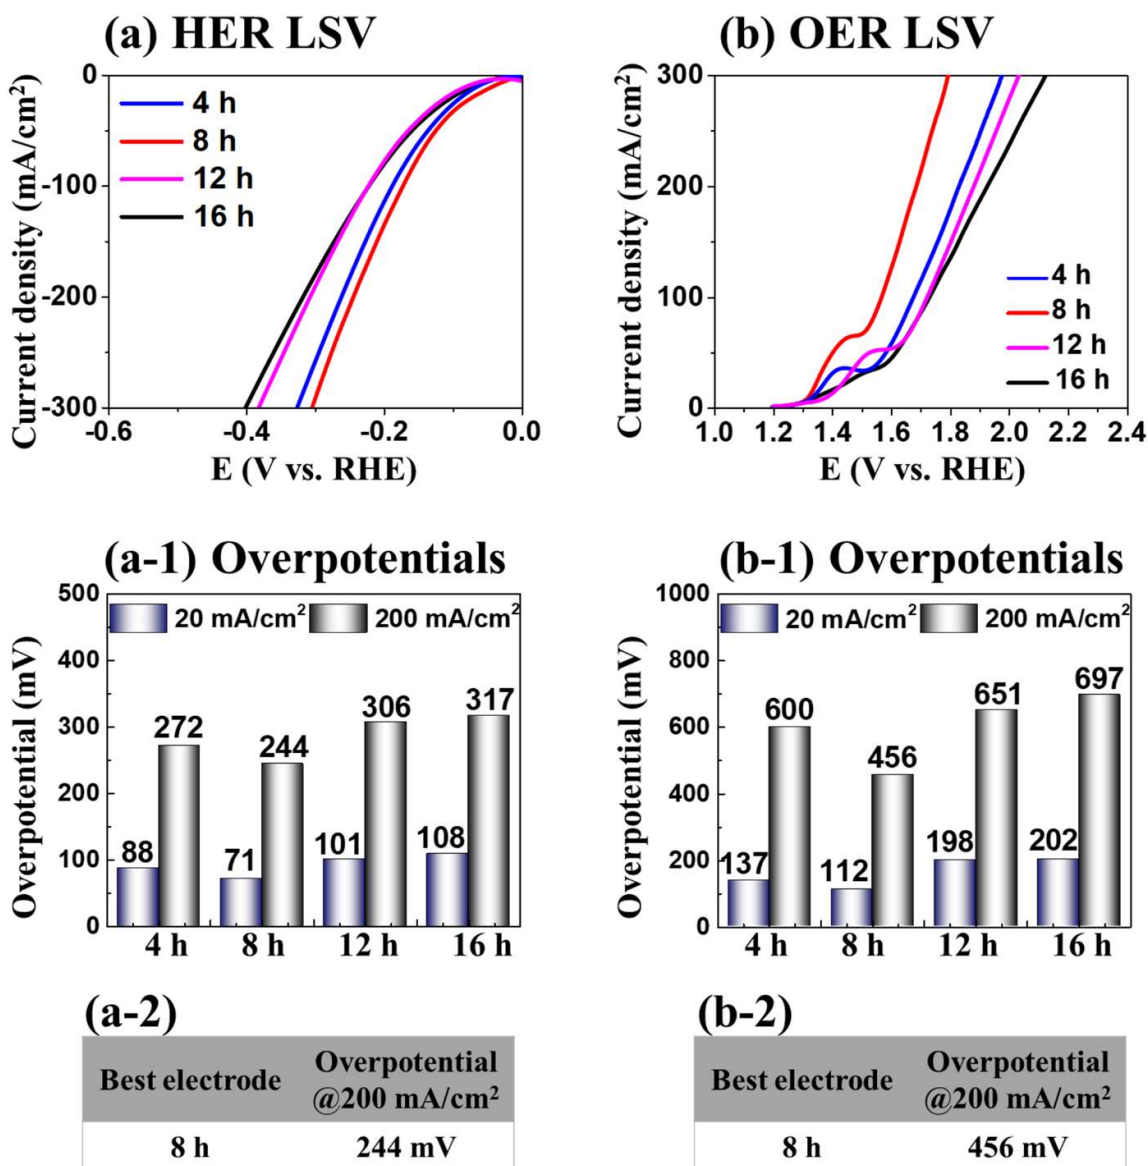 (a) HER LSV
Current density (mA/cm²)
0
-100
-200
-300
4 h
8 h
12 h
16 h
-0.6
-0.4
-0.2
0.0
E (V vs. RHE)
(b) OER LSV
Current density (mA/cm²)
300
200
100
0
4 h
8 h
12 h
16 h
1.0
1.2
1.4
1.6
1.8
2.0
2.2
2.4
E (V vs. RHE)
(a-1) Overpotentials
Overpotential (mV)
500
400
300
200
100
0
20 mA/cm²
200 mA/cm²
88
272
71
244
101
306
108
317
4 h
8 h
12 h
16 h
(b-1) Overpotentials
Overpotential (mV)
1000
800
600
400
200
0
20 mA/cm²
200 mA/cm²
137
600
112
456
198
651
202
697
4 h
8 h
12 h
16 h
(a-2)
Best electrode
Overpotential
@200 mA/cm²
8 h
244 mV
(b-2)
Best electrode
Overpotential
@200 mA/cm²
8 h
456 mV